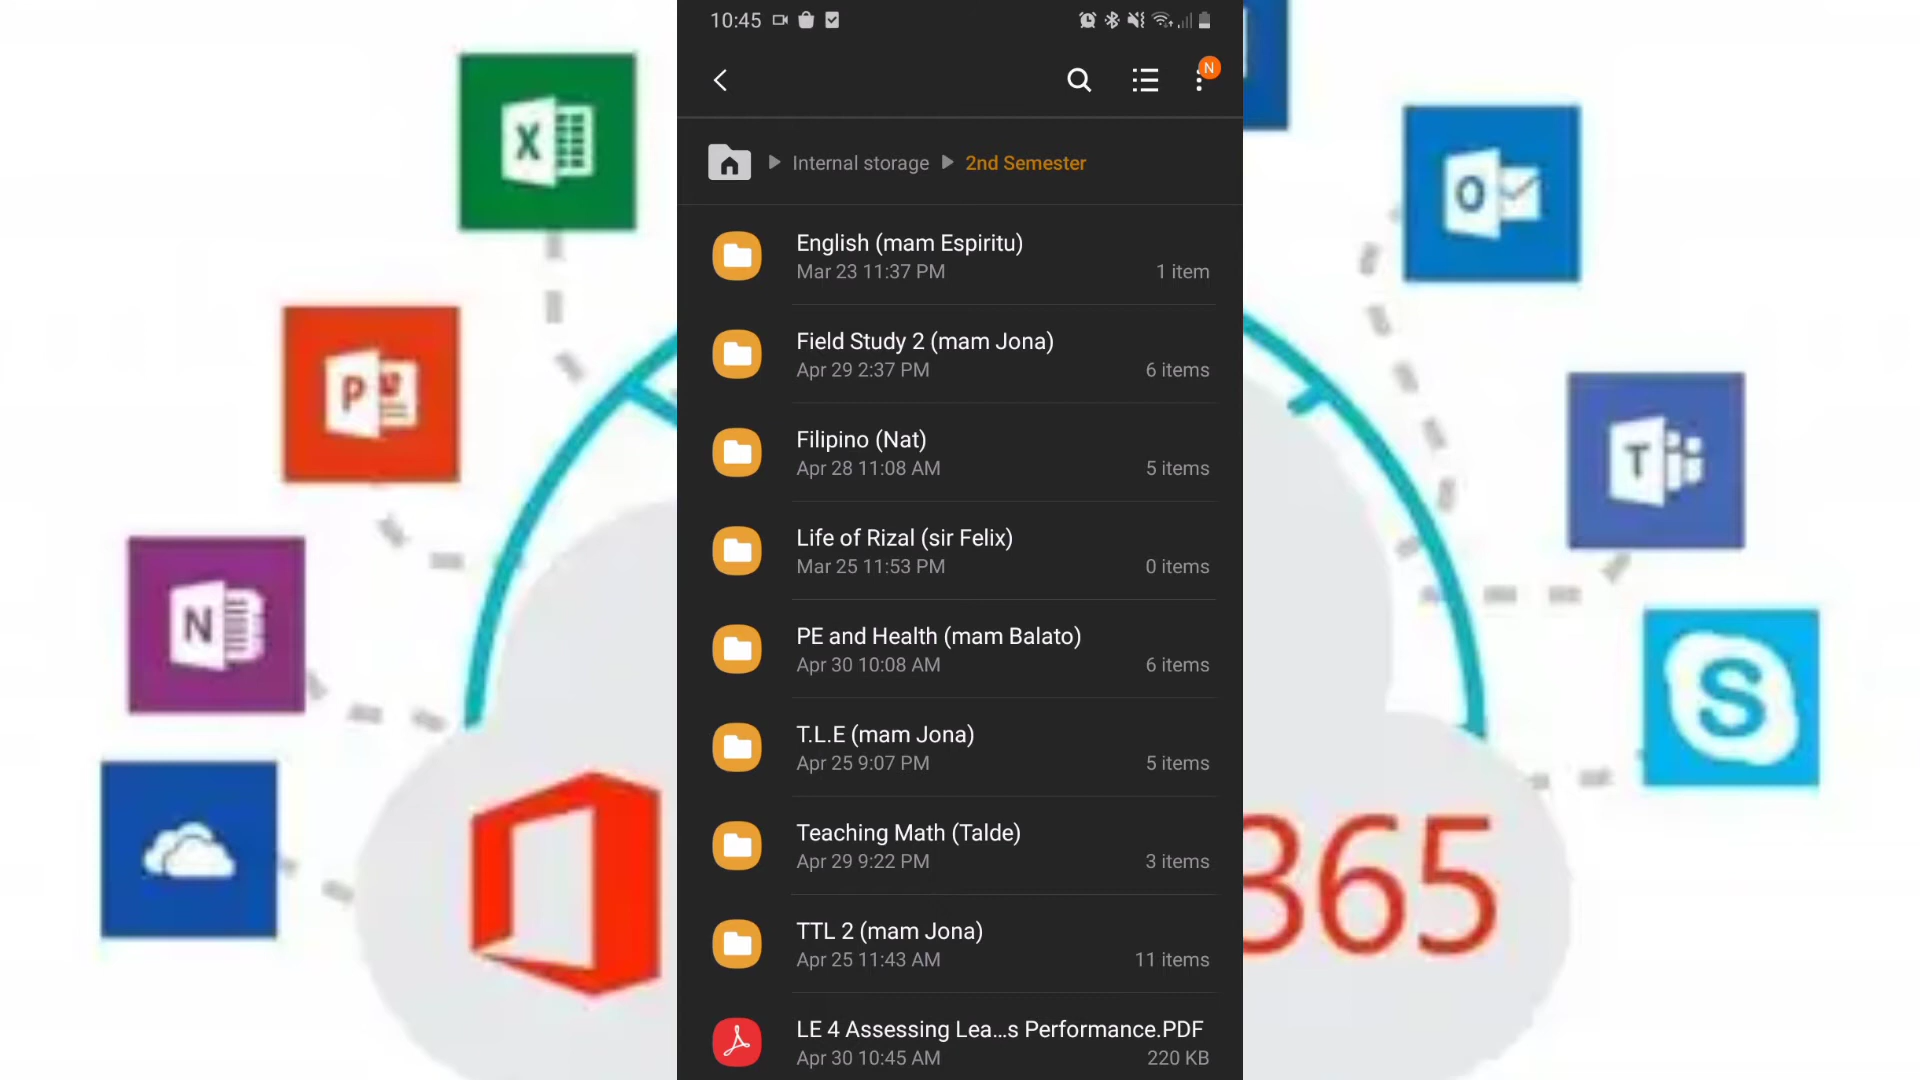 10:45
N
Internal storage
2nd Semester
English (mam Espiritu)
Mar 23 11:37 PM
1 item
Field Study 2 (mam Jona)
Apr 29 2:37 PM
6 items
Filipino (Nat)
Apr 28 11:08 AM
5 items
Life of Rizal (sir Felix)
Mar 25 11:53 PM
0 items
PE and Health (mam Balato)
Apr 30 10:08 AM
6 items
T.L.E (mam Jona)
Apr 25 9:07 PM
5 items
Teaching Math (Talde)
Apr 29 9:22 PM
3 items
TTL 2 (mam Jona)
Apr 25 11:43 AM
11 items
LE 4 Assessing Lea...s Performance.PDF
Apr 30 10:45 AM
220 KB
X
P
N
O
T
S
365